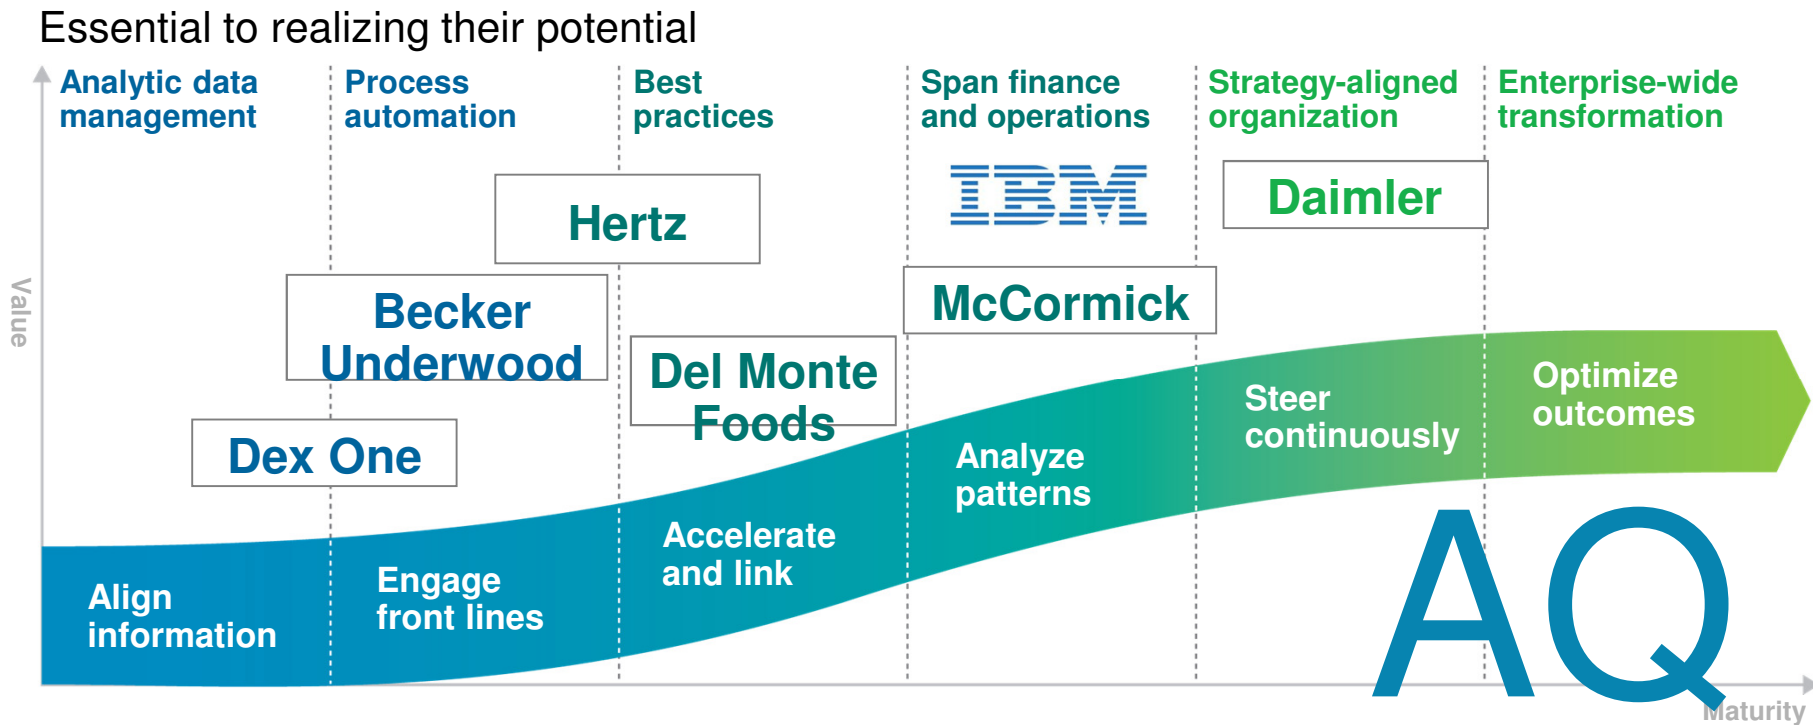 Essential to realizing their potential
Analytic data
management
Process
automation
Best
practices
Span finance
and operations
Strategy-aligned
organization
Enterprise-wide
transformation
Hertz
IBM
Daimler
Becker
Underwood
McCormick
Del Monte
Foods
Dex One
Value
Align
information
Engage
front lines
Accelerate
and link
Analyze
patterns
Steer
continuously
Optimize
outcomes
AQ
Maturity